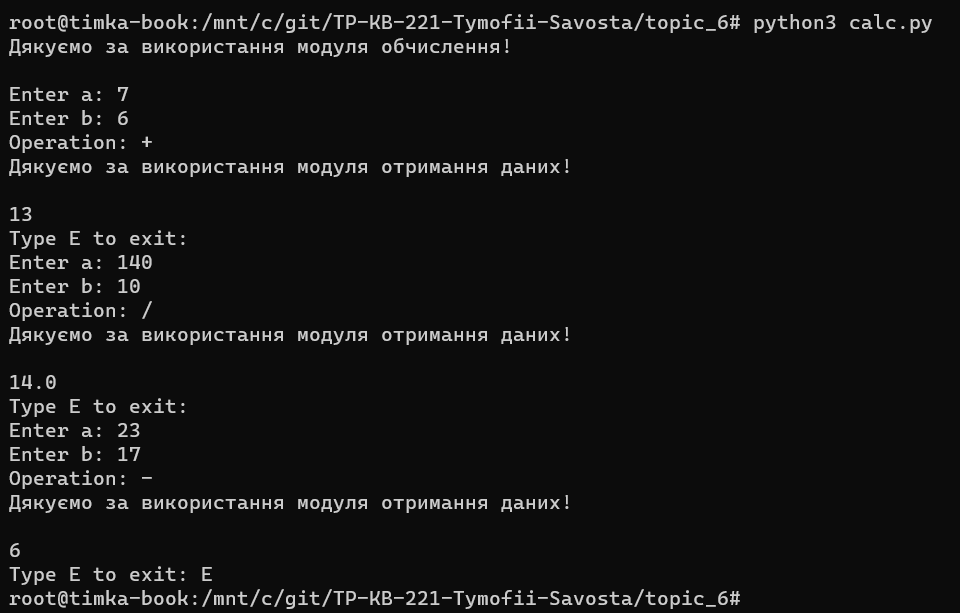 root@timka-book:/mnt/c/git/TP-KB-221-Tymofii-Savosta/topic_6# python3 calc.py
Дякуємо за використання модуля обчислення!
Enter a: 7
Enter b: 6
Operation: +
Дякуємо за використання модуля отримання даних!
13
Type E to exit:
Enter a: 140
Enter b: 10
Operation: /
Дякуємо за використання модуля отримання даних!
14.0
Type E to exit:
Enter a: 23
Enter b: 17
Operation: -
Дякуємо за використання модуля отримання даних!
6
Type E to exit: E
root@timka-book:/mnt/c/git/TP-KB-221-Tymofii-Savosta/topic_6#